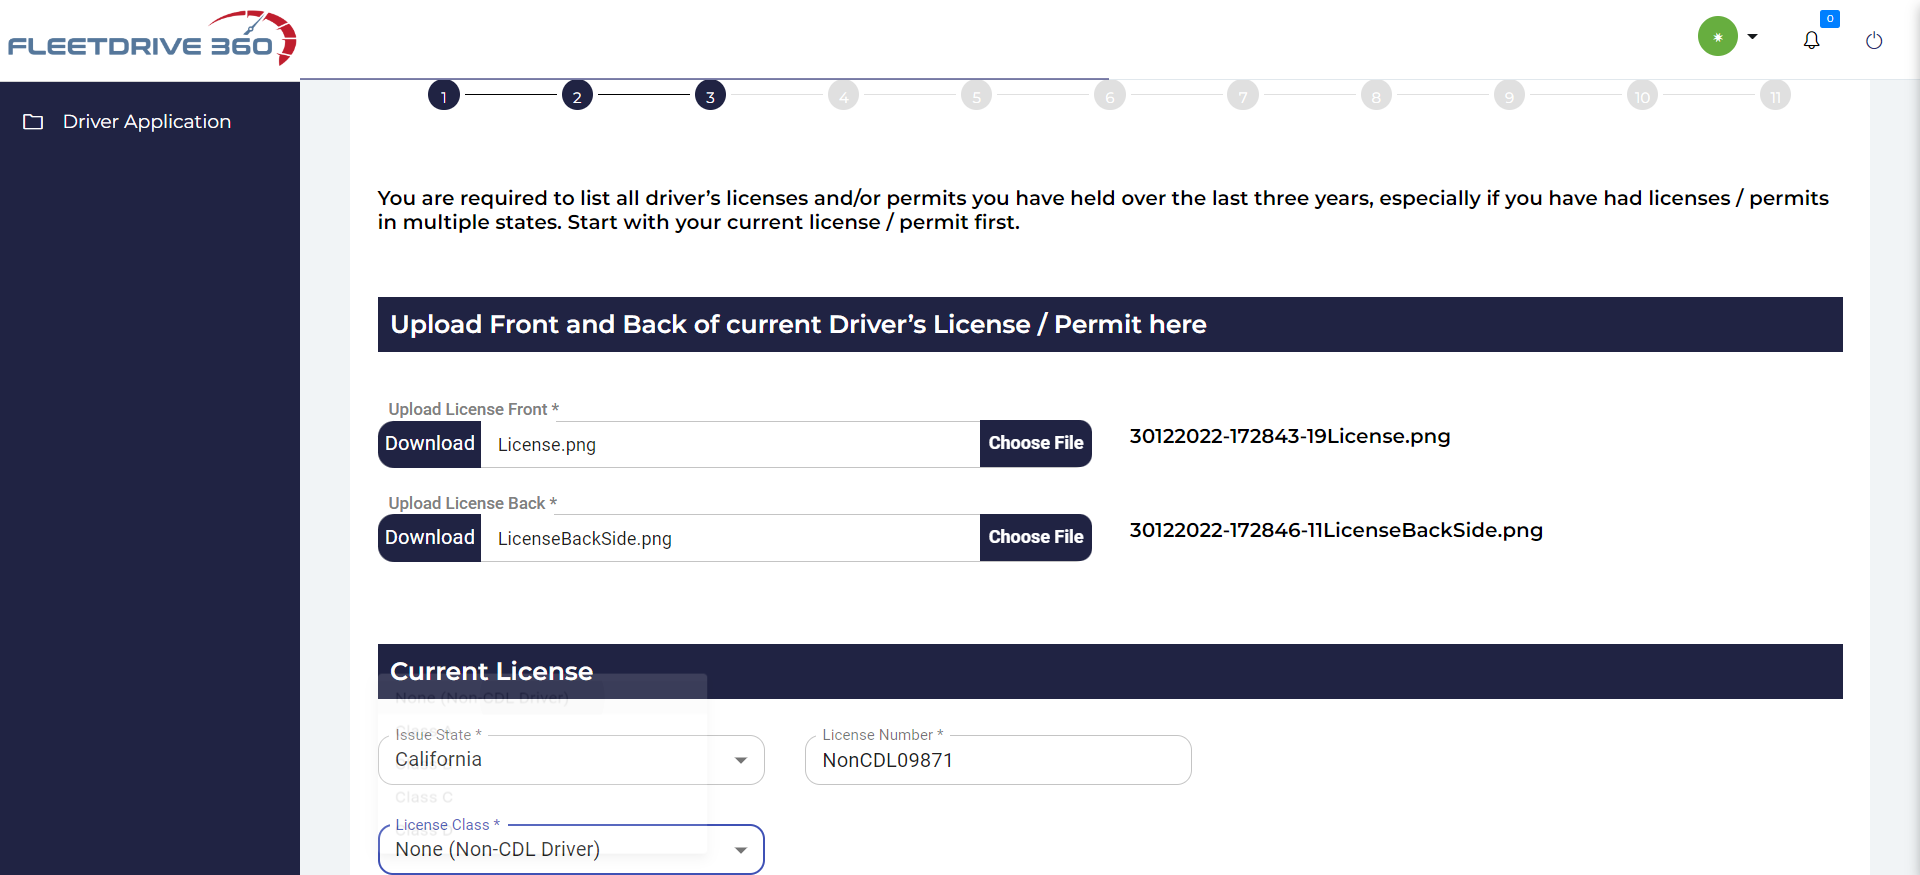 FLEETDRIVE 360
0
Driver Application
1 2 3 4 5 6 7 8 9 10 11
You are required to list all driver’s licenses and/or permits you have held over the last three years, especially if you have had licenses / permits
in multiple states. Start with your current license / permit first.
Upload Front and Back of current Driver’s License / Permit here
Upload License Front *
Download License.png Choose File 30122022-172843-19License.png
Upload License Back *
Download LicenseBackSide.png Choose File 30122022-172846-11LicenseBackSide.png
Current License
None (Non-CDL Driver)
Issue State * License Number *
California NonCDL09871
Class C
License Class *
None (Non-CDL Driver)